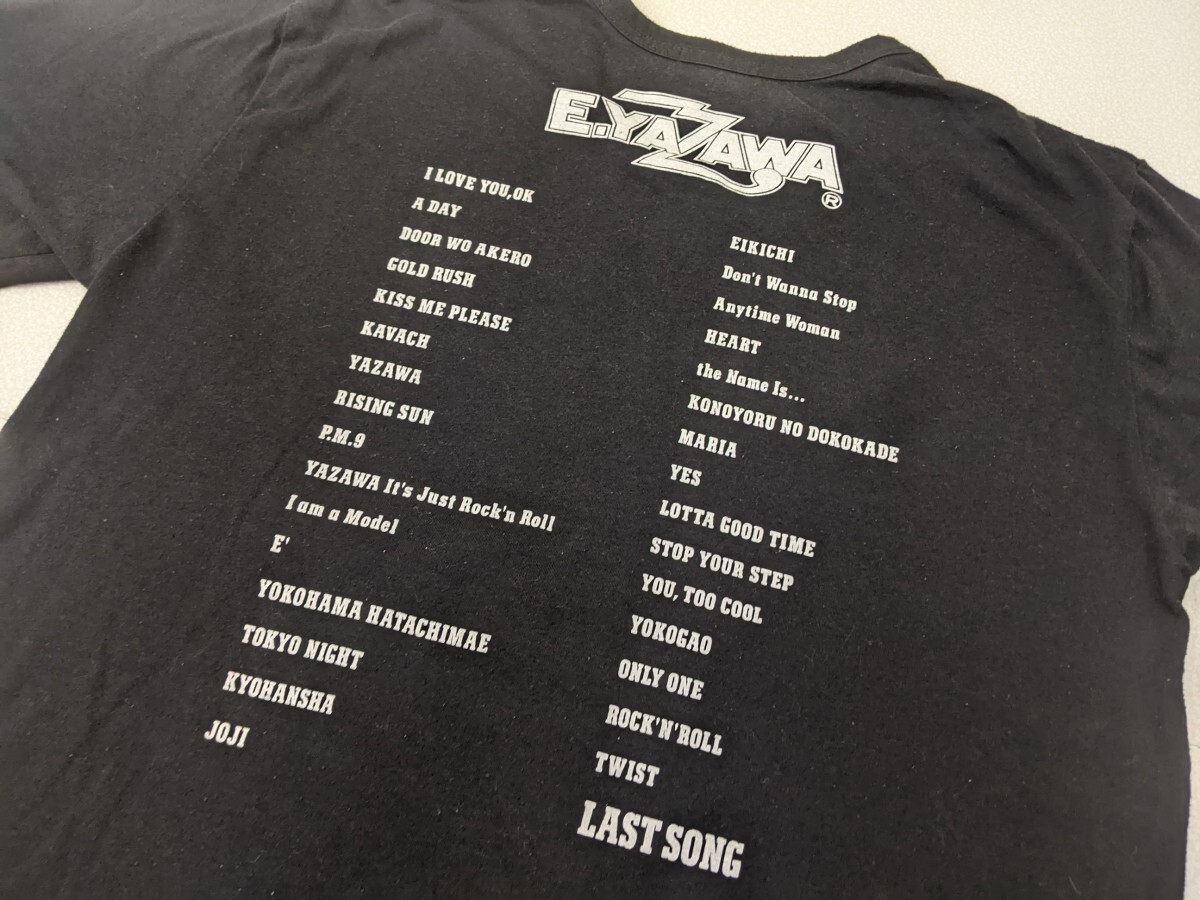 E.YAZAWA
®
I LOVE YOU,OK
A DAY
DOOR WO AKERO
GOLD RUSH
KISS ME PLEASE
KAVACH
YAZAWA
RISING SUN
P.M.9
YAZAWA It's Just Rock'n Roll
I am a Model
E'
YOKOHAMA HATACHIMAE
TOKYO NIGHT
KYOHANSHA
JOJI
EIKICHI
Don't Wanna Stop
Anytime Woman
HEART
the Name Is...
KONOYORU NO DOKOKADE
MARIA
YES
LOTTA GOOD TIME
STOP YOUR STEP
YOU, TOO COOL
YOKOGAO
ONLY ONE
ROCK'N'ROLL
TWIST
LAST SONG